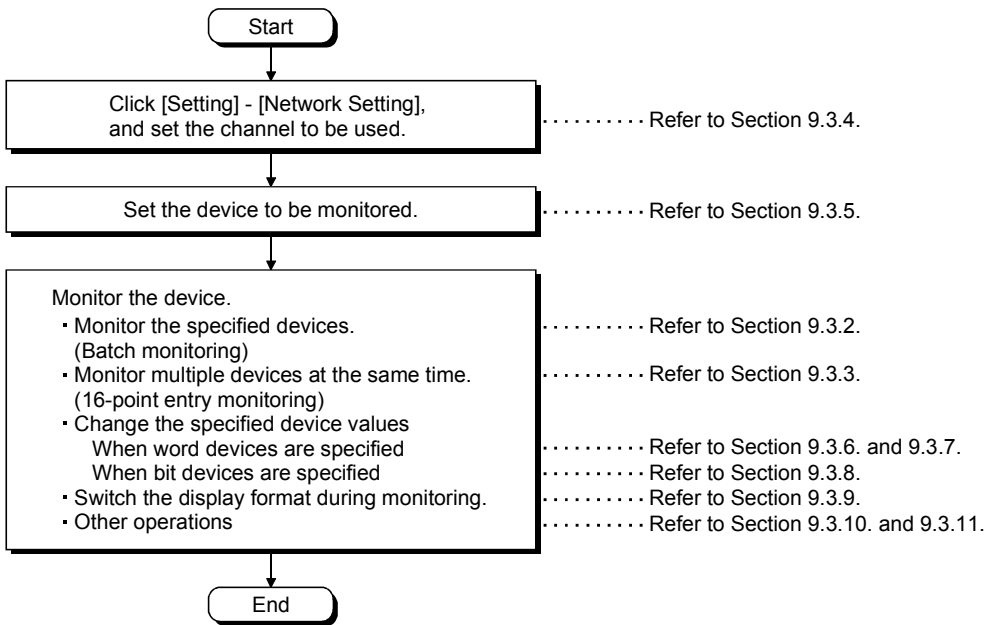 Start
Click [Setting] - [Network Setting],
and set the channel to be used.
·········· Refer to Section 9.3.4.
Set the device to be monitored.
·········· Refer to Section 9.3.5.
Monitor the device.
· Monitor the specified devices.
·········· Refer to Section 9.3.2.
(Batch monitoring)
· Monitor multiple devices at the same time.
·········· Refer to Section 9.3.3.
(16-point entry monitoring)
· Change the specified device values
When word devices are specified
·········· Refer to Section 9.3.6. and 9.3.7.
When bit devices are specified
·········· Refer to Section 9.3.8.
· Switch the display format during monitoring.
·········· Refer to Section 9.3.9.
· Other operations
·········· Refer to Section 9.3.10. and 9.3.11.
End